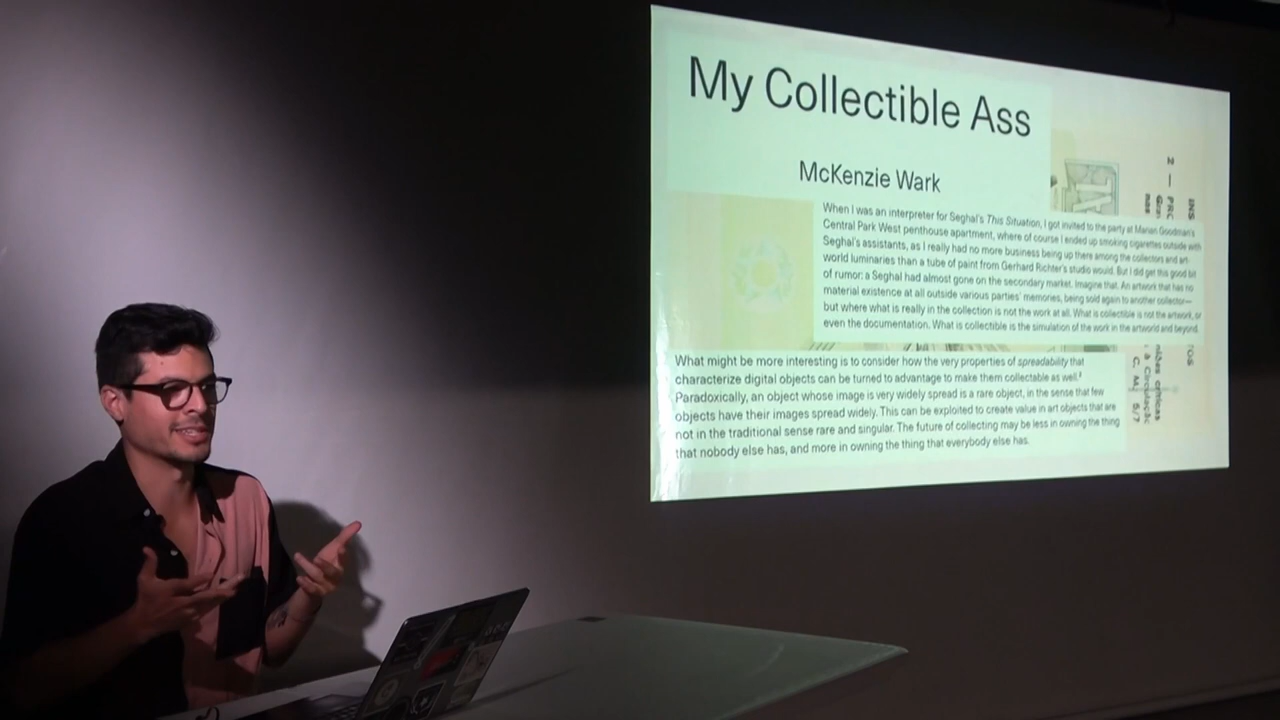 My Collectible Ass
McKenzie Wark
When I was an interpreter for Seghal's This Situation, I got invited to the party at Marian Goodman's
Central Park West penthouse apartment, where of course I ended up smoking cigarettes outside with
Seghal's assistants, as I really had no more business being up there among the collectors and art-
world luminaries than a tube of paint from Gerhard Richter's studio would. But I did get this good bit
of rumor: a Seghal had almost gone on the secondary market. Imagine that. An artwork that has no
material existence at all outside various parties' memories, being sold again to another collector—
but where what is really in the collection is not the work at all. What is collectible is not the artwork, or
even the documentation. What is collectible is the simulation of the work in the artworld and beyond.
What might be more interesting is to consider how the very properties of spreadability that
characterize digital objects can be turned to advantage to make them collectable as well.
Paradoxically, an object whose image is very widely spread is a rare object, in the sense that few
objects have their images spread widely. This can be exploited to create value in art objects that are
not in the traditional sense rare and singular. The future of collecting may be less in owning the thing
that nobody else has, and more in owning the thing that everybody else has.
INS
2 — PRO
Gra
nas
TOS
críticas
à Circulação
C. M. 5/7